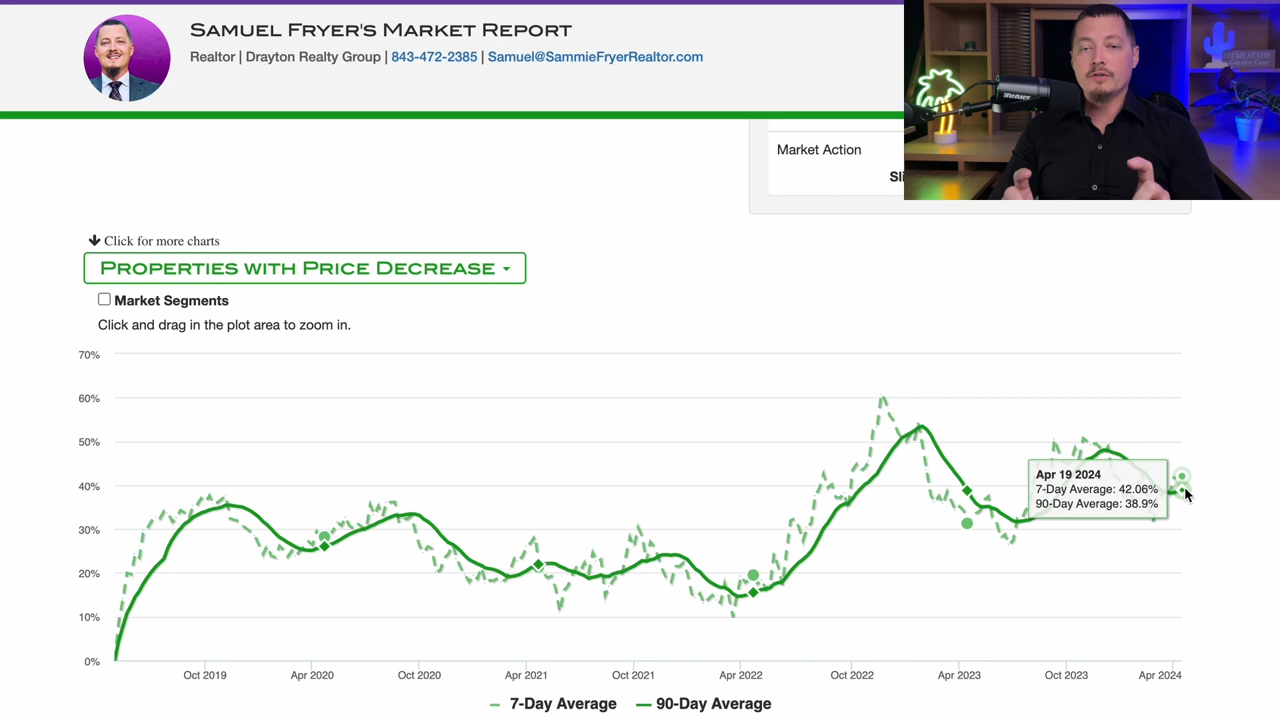 SAMUEL FRYER'S MARKET REPORT
Realtor | Drayton Realty Group | 843-472-2385 | Samuel@SammieFryerRealtor.com
SHURE
Market Action
Sli
Click for more charts
PROPERTIES WITH PRICE DECREASE
Market Segments
Click and drag in the plot area to zoom in.
70%
60%
50%
40%
30%
20%
10%
0%
Apr 19 2024
7-Day Average: 42.06%
90-Day Average: 38.9%
Oct 2019 Apr 2020 Oct 2020 Apr 2021 Oct 2021 Apr 2022 Oct 2022 Apr 2023 Oct 2023 Apr 2024
7-Day Average 90-Day Average